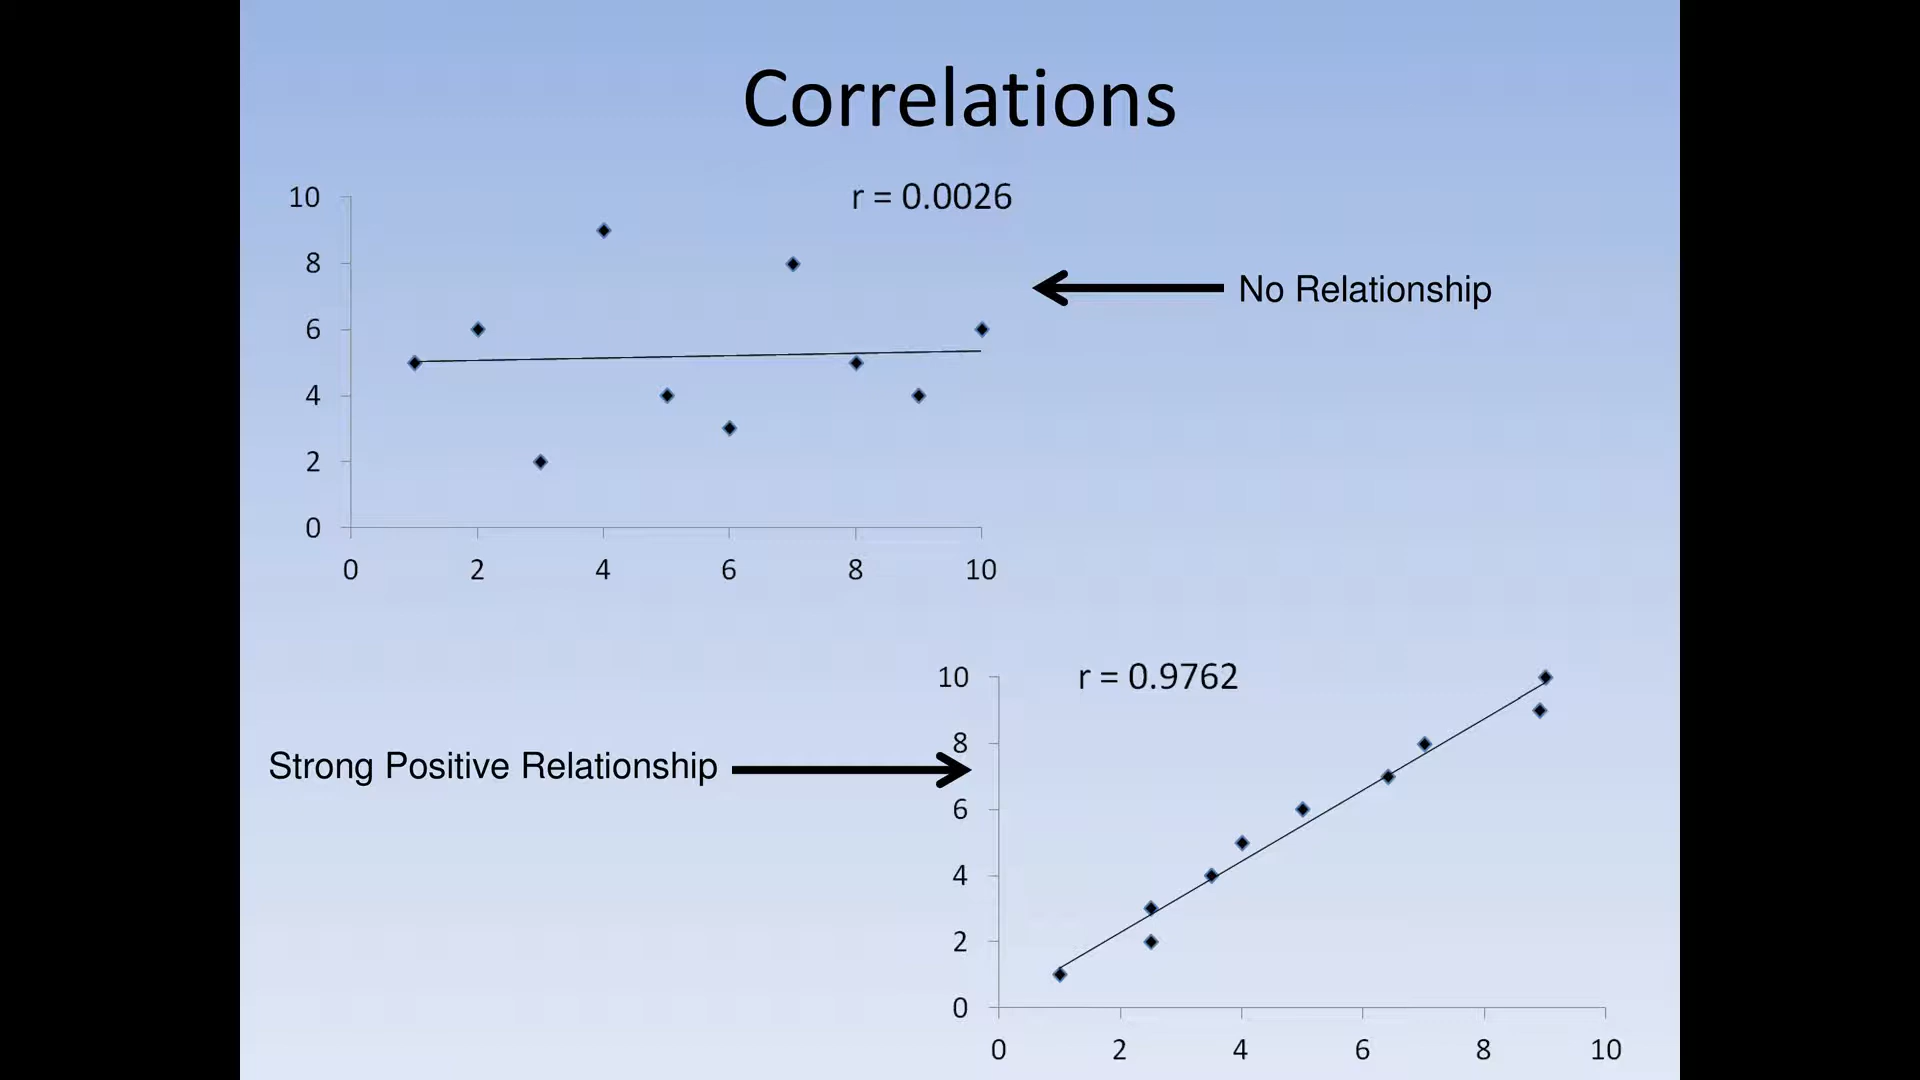 Correlations
r = 0.0026
10
8
6
4
2
0
0 2 4 6 8 10
No Relationship
Strong Positive Relationship
r = 0.9762
10
8
6
4
2
0
0 2 4 6 8 10